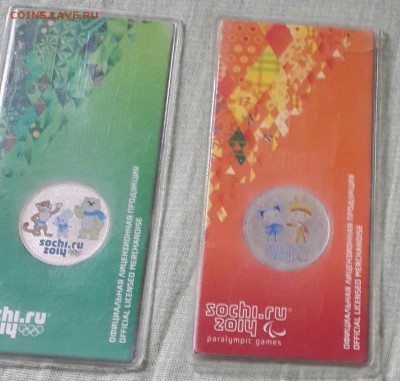 COINS.LAVE.RU
ОФИЦИАЛЬНАЯ ЛИЦЕНЗИОННАЯ ПРОДУКЦИЯ
OFFICIAL LICENSED MERCHANDISE
sochi.ru
2014
2014
ОФИЦИАЛЬНАЯ ЛИЦЕНЗИОННАЯ ПРОДУКЦИЯ
OFFICIAL LICENSED MERCHANDISE
sochi.ru
2014
sochi.ru
2014
paralympic games